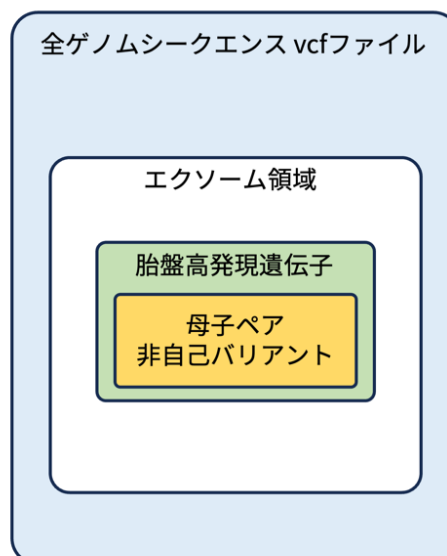 全ゲノムシークエンス vcfファイル
エクソーム領域
胎盤高発現遺伝子
母子ペア
非自己バリアント